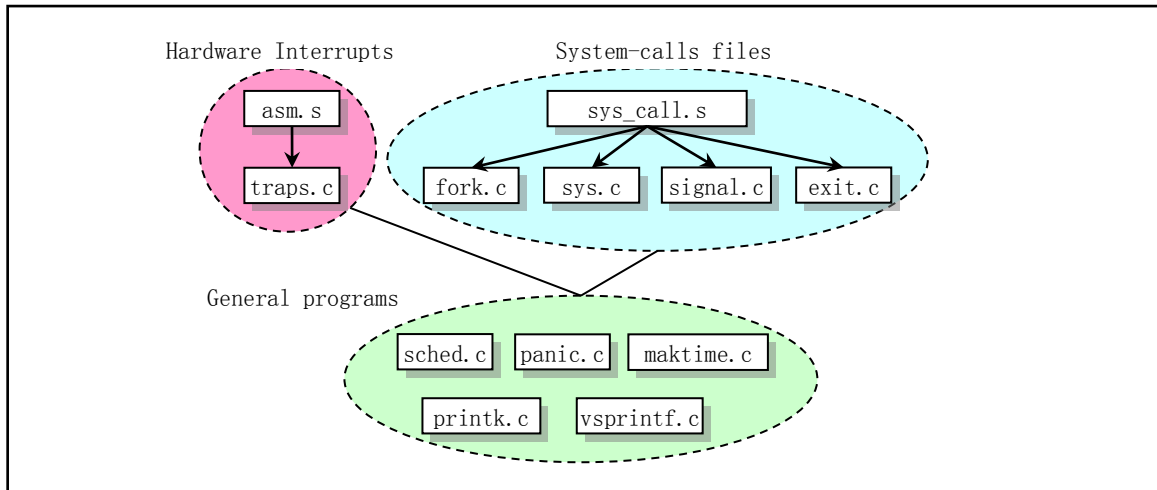 Hardware Interrupts
System-calls files
asm.s
sys_call.s
traps.c
fork.c
sys.c
signal.c
exit.c
General programs
sched.c
panic.c
maktime.c
printk.c
vsprintf.c